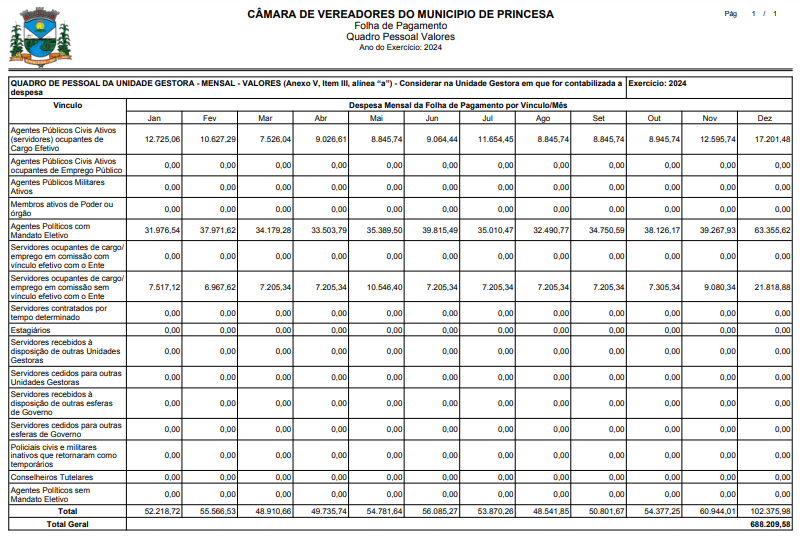 CÂMARA DE VEREADORES DO MUNICIPIO DE PRINCESA
Pág 1 / 1
Folha de Pagamento
Quadro Pessoal Valores
Ano do Exercício: 2024
QUADRO DE PESSOAL DA UNIDADE GESTORA - MENSAL - VALORES (Anexo V, Item III, alínea “a”) - Considerar na Unidade Gestora em que for contabilizada a despesa Exercício: 2024
Vínculo Despesa Mensal da Folha de Pagamento por Vínculo/Mês
Jan Fev Mar Abr Mai Jun Jul Ago Set Out Nov Dez
Agentes Públicos Civis Ativos
(servidores) ocupantes de
Cargo Efetivo
12.725,06 10.627,29 7.526,04 9.026,61 8.845,74 9.064,44 11.654,45 8.845,74 8.845,74 8.945,74 12.595,74 17.201,48
Agentes Públicos Civis Ativos
ocupantes de Emprego Público
0,00 0,00 0,00 0,00 0,00 0,00 0,00 0,00 0,00 0,00 0,00 0,00
Agentes Públicos Militares
Ativos
0,00 0,00 0,00 0,00 0,00 0,00 0,00 0,00 0,00 0,00 0,00 0,00
Membros ativos de Poder ou
órgão
0,00 0,00 0,00 0,00 0,00 0,00 0,00 0,00 0,00 0,00 0,00 0,00
Agentes Políticos com
Mandato Eletivo
31.976,54 37.971,62 34.179,28 33.503,79 35.389,50 39.815,49 35.010,47 32.490,77 34.750,59 38.126,17 39.267,93 63.355,62
Servidores ocupantes de cargo/
emprego em comissão com
vínculo efetivo com o Ente
0,00 0,00 0,00 0,00 0,00 0,00 0,00 0,00 0,00 0,00 0,00 0,00
Servidores ocupantes de cargo/
emprego em comissão sem
vínculo efetivo com o Ente
7.517,12 6.967,62 7.205,34 7.205,34 10.546,40 7.205,34 7.205,34 7.205,34 7.205,34 7.305,34 9.080,34 21.818,88
Servidores contratados por
tempo determinado
0,00 0,00 0,00 0,00 0,00 0,00 0,00 0,00 0,00 0,00 0,00 0,00
Estagiários 0,00 0,00 0,00 0,00 0,00 0,00 0,00 0,00 0,00 0,00 0,00 0,00
Servidores recebidos à
disposição de outras Unidades
Gestoras
0,00 0,00 0,00 0,00 0,00 0,00 0,00 0,00 0,00 0,00 0,00 0,00
Servidores cedidos para outras
Unidades Gestoras
0,00 0,00 0,00 0,00 0,00 0,00 0,00 0,00 0,00 0,00 0,00 0,00
Servidores recebidos à
disposição de outras esferas
de Governo
0,00 0,00 0,00 0,00 0,00 0,00 0,00 0,00 0,00 0,00 0,00 0,00
Servidores cedidos para outras
esferas de Governo
0,00 0,00 0,00 0,00 0,00 0,00 0,00 0,00 0,00 0,00 0,00 0,00
Policiais civis e militares
inativos que retornaram como
temporários
0,00 0,00 0,00 0,00 0,00 0,00 0,00 0,00 0,00 0,00 0,00 0,00
Conselheiros Tutelares 0,00 0,00 0,00 0,00 0,00 0,00 0,00 0,00 0,00 0,00 0,00 0,00
Agentes Políticos sem
Mandato Eletivo
0,00 0,00 0,00 0,00 0,00 0,00 0,00 0,00 0,00 0,00 0,00 0,00
Total 52.218,72 55.566,53 48.910,66 49.735,74 54.781,64 56.085,27 53.870,26 48.541,85 50.801,67 54.377,25 60.944,01 102.375,98
Total Geral 688.209,58